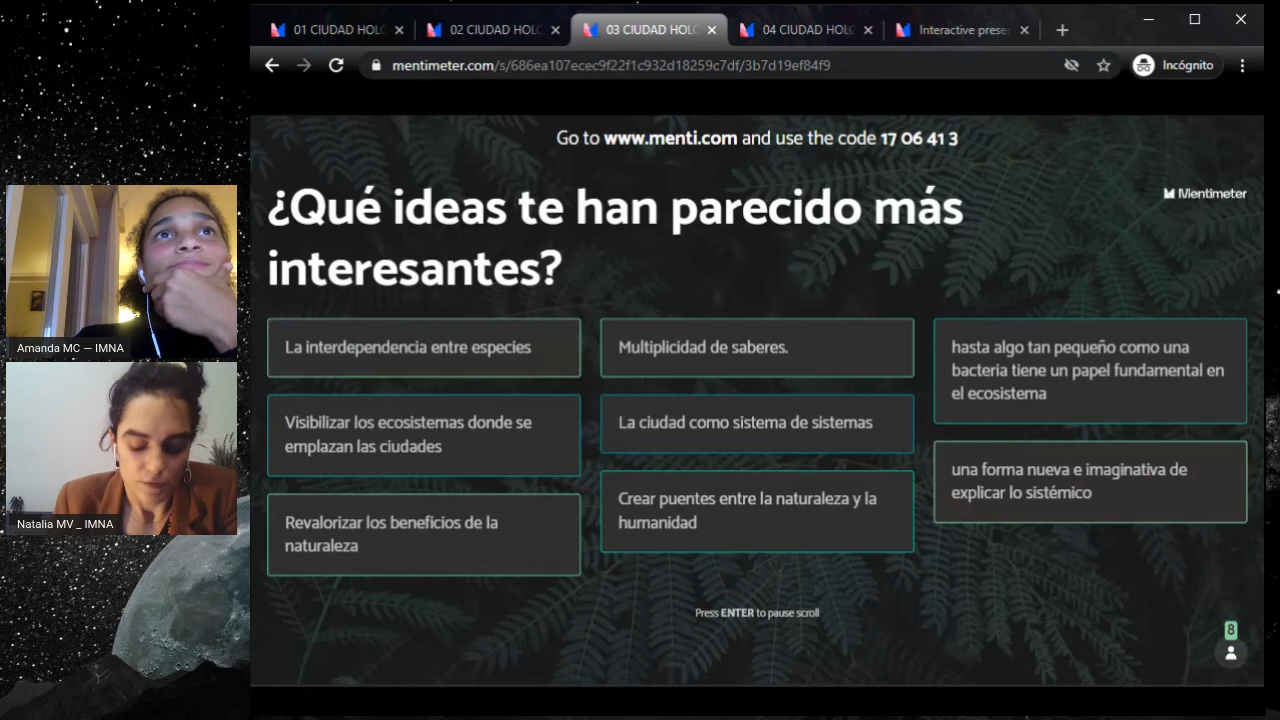 01 CIUDAD HOLO
02 CIUDAD HOLO
03 CIUDAD HOLO
04 CIUDAD HOLO
Interactive presen
mentimeter.com/s/686ea107ecec9f22f1c932d18259c7df/3b7d19ef84f9
Incógnito
Go to www.menti.com and use the code 17 06 41 3
Mentimeter
¿Qué ideas te han parecido más
interesantes?
La interdependencia entre especies
Visibilizar los ecosistemas donde se
emplazan las ciudades
Revalorizar los beneficios de la
naturaleza
Multiplicidad de saberes.
La ciudad como sistema de sistemas
Crear puentes entre la naturaleza y la
humanidad
hasta algo tan pequeño como una
bacteria tiene un papel fundamental en
el ecosistema
una forma nueva e imaginativa de
explicar lo sistémico
Press ENTER to pause scroll
8
Amanda MC — IMNA
Natalia MV _ IMNA